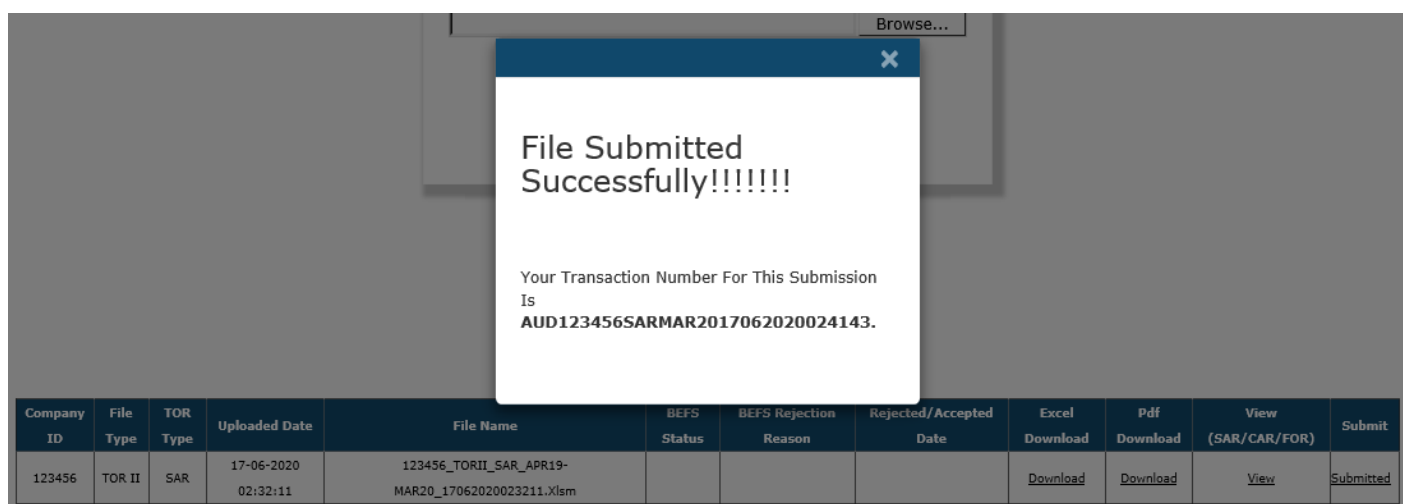 Browse...
×
File Submitted
Successfully!!!!!!!
Your Transaction Number For This Submission
Is
AUD123456SARMAR2017062020024143.
Company ID File Type TOR Type Uploaded Date File Name BEFS Status BEFS Rejection Reason Rejected/Accepted Date Excel Download Pdf Download View (SAR/CAR/FOR) Submit
123456 TOR II SAR 17-06-2020 02:32:11 123456_TORII_SAR_APR19-MAR20_17062020023211.Xlsm Download Download View Submitted